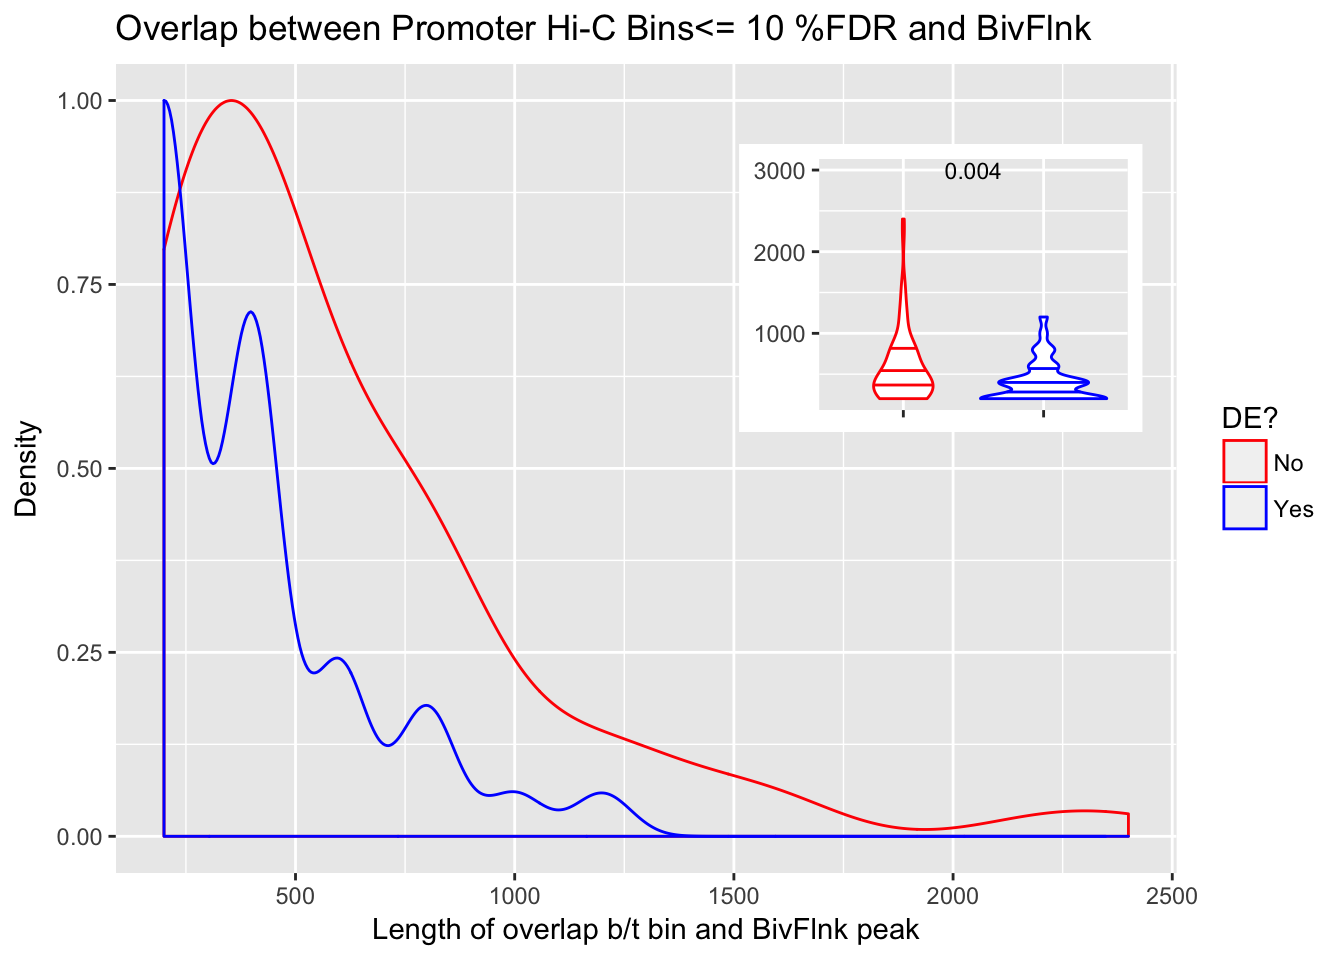 Overlap between Promoter Hi-C Bins<= 10 %FDR and BivFlnk
1.00
0.75
0.50
0.25
0.00
Density
500
1000
1500
2000
2500
Length of overlap b/t bin and BivFlnk peak
3000
2000
1000
0.004
DE?
No
Yes